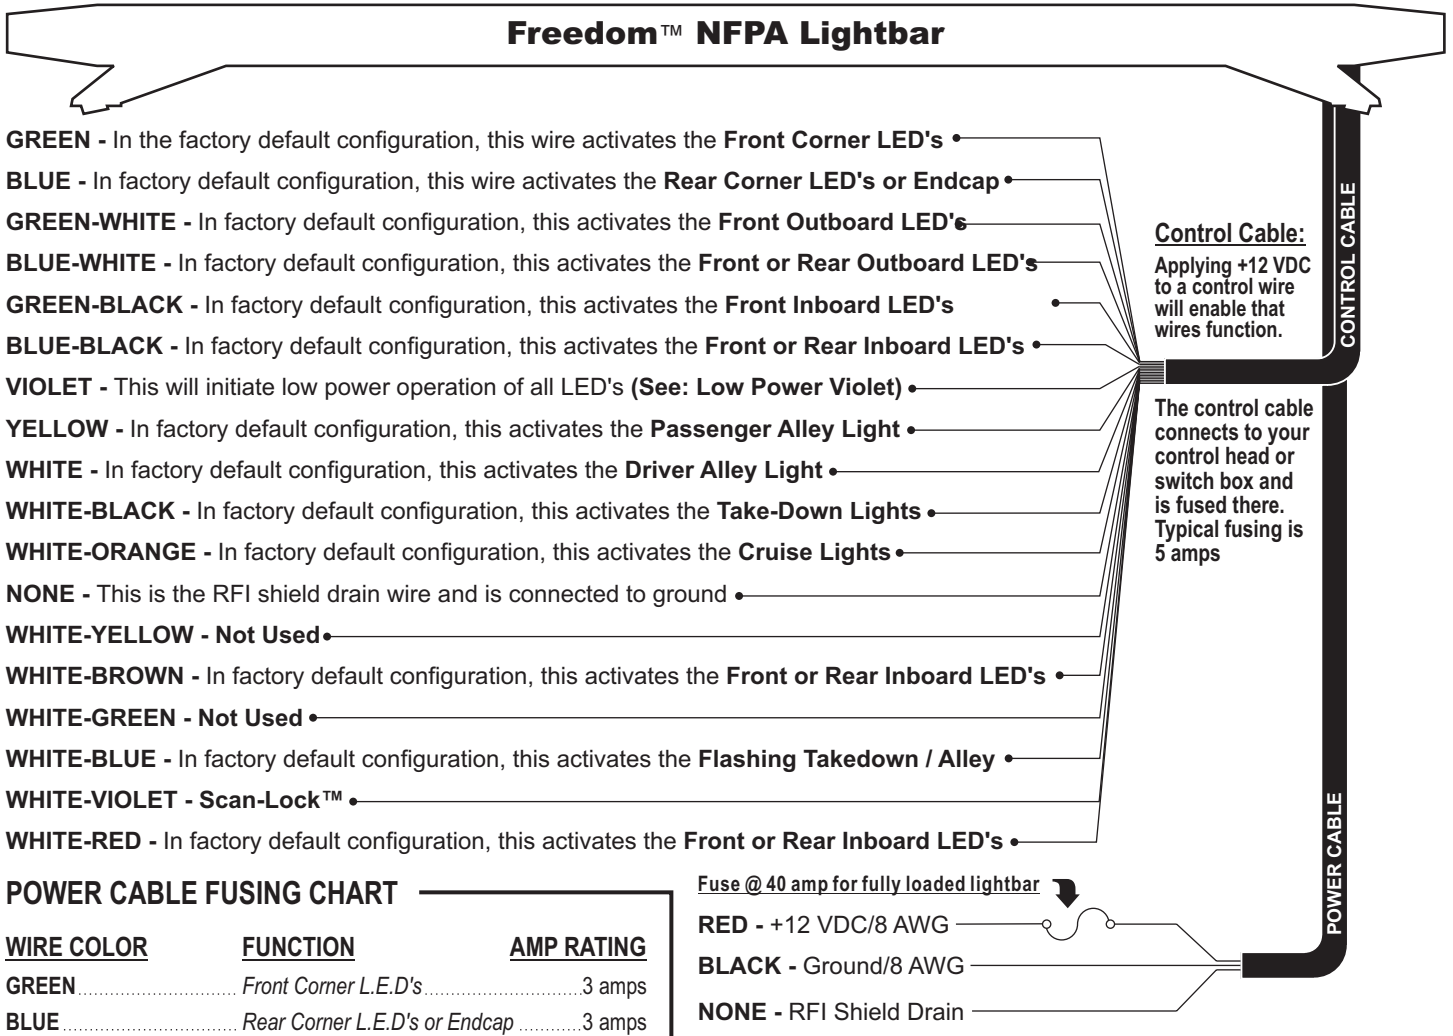 Freedom™ NFPA Lightbar
GREEN - In the factory default configuration, this wire activates the Front Corner LED's
BLUE - In factory default configuration, this wire activates the Rear Corner LED's or Endcap
GREEN-WHITE - In factory default configuration, this activates the Front Outboard LED's
BLUE-WHITE - In factory default configuration, this activates the Front or Rear Outboard LED's
GREEN-BLACK - In factory default configuration, this activates the Front Inboard LED's
BLUE-BLACK - In factory default configuration, this activates the Front or Rear Inboard LED's
VIOLET - This will initiate low power operation of all LED's (See: Low Power Violet)
YELLOW - In factory default configuration, this activates the Passenger Alley Light
WHITE - In factory default configuration, this activates the Driver Alley Light
WHITE-BLACK - In factory default configuration, this activates the Take-Down Lights
WHITE-ORANGE - In factory default configuration, this activates the Cruise Lights
NONE - This is the RFI shield drain wire and is connected to ground
WHITE-YELLOW - Not Used
WHITE-BROWN - In factory default configuration, this activates the Front or Rear Inboard LED's
WHITE-GREEN - Not Used
WHITE-BLUE - In factory default configuration, this activates the Flashing Takedown / Alley
WHITE-VIOLET - Scan-Lock™
WHITE-RED - In factory default configuration, this activates the Front or Rear Inboard LED's
Control Cable:
Applying +12 VDC
to a control wire
will enable that
wires function.
The control cable
connects to your
control head or
switch box and
is fused there.
Typical fusing is
5 amps
CONTROL CABLE
POWER CABLE
POWER CABLE FUSING CHART
WIRE COLOR FUNCTION AMP RATING
GREEN Front Corner L.E.D's 3 amps
BLUE Rear Corner L.E.D's or Endcap 3 amps
Fuse @ 40 amp for fully loaded lightbar
RED - +12 VDC/8 AWG
BLACK - Ground/8 AWG
NONE - RFI Shield Drain